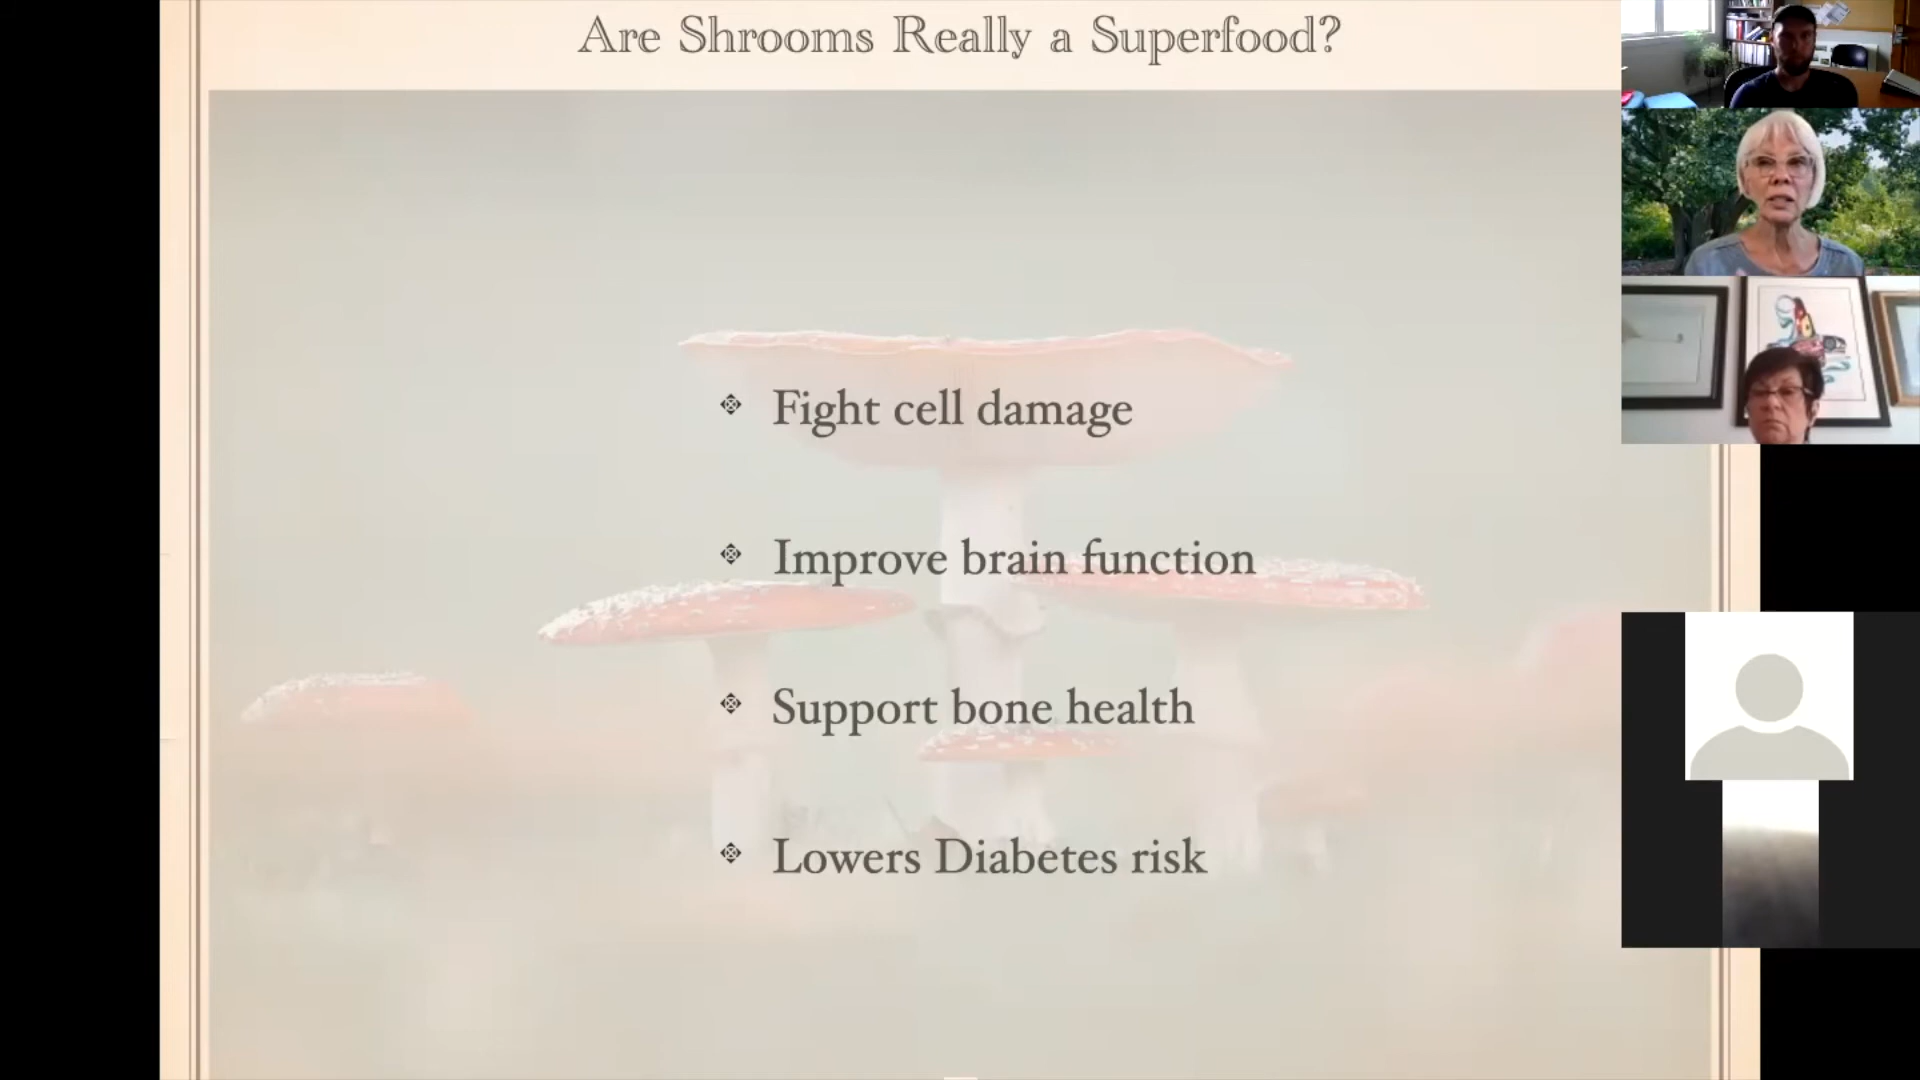 Are Shrooms Really a Superfood?
Fight cell damage
Improve brain function
Support bone health
Lowers Diabetes risk